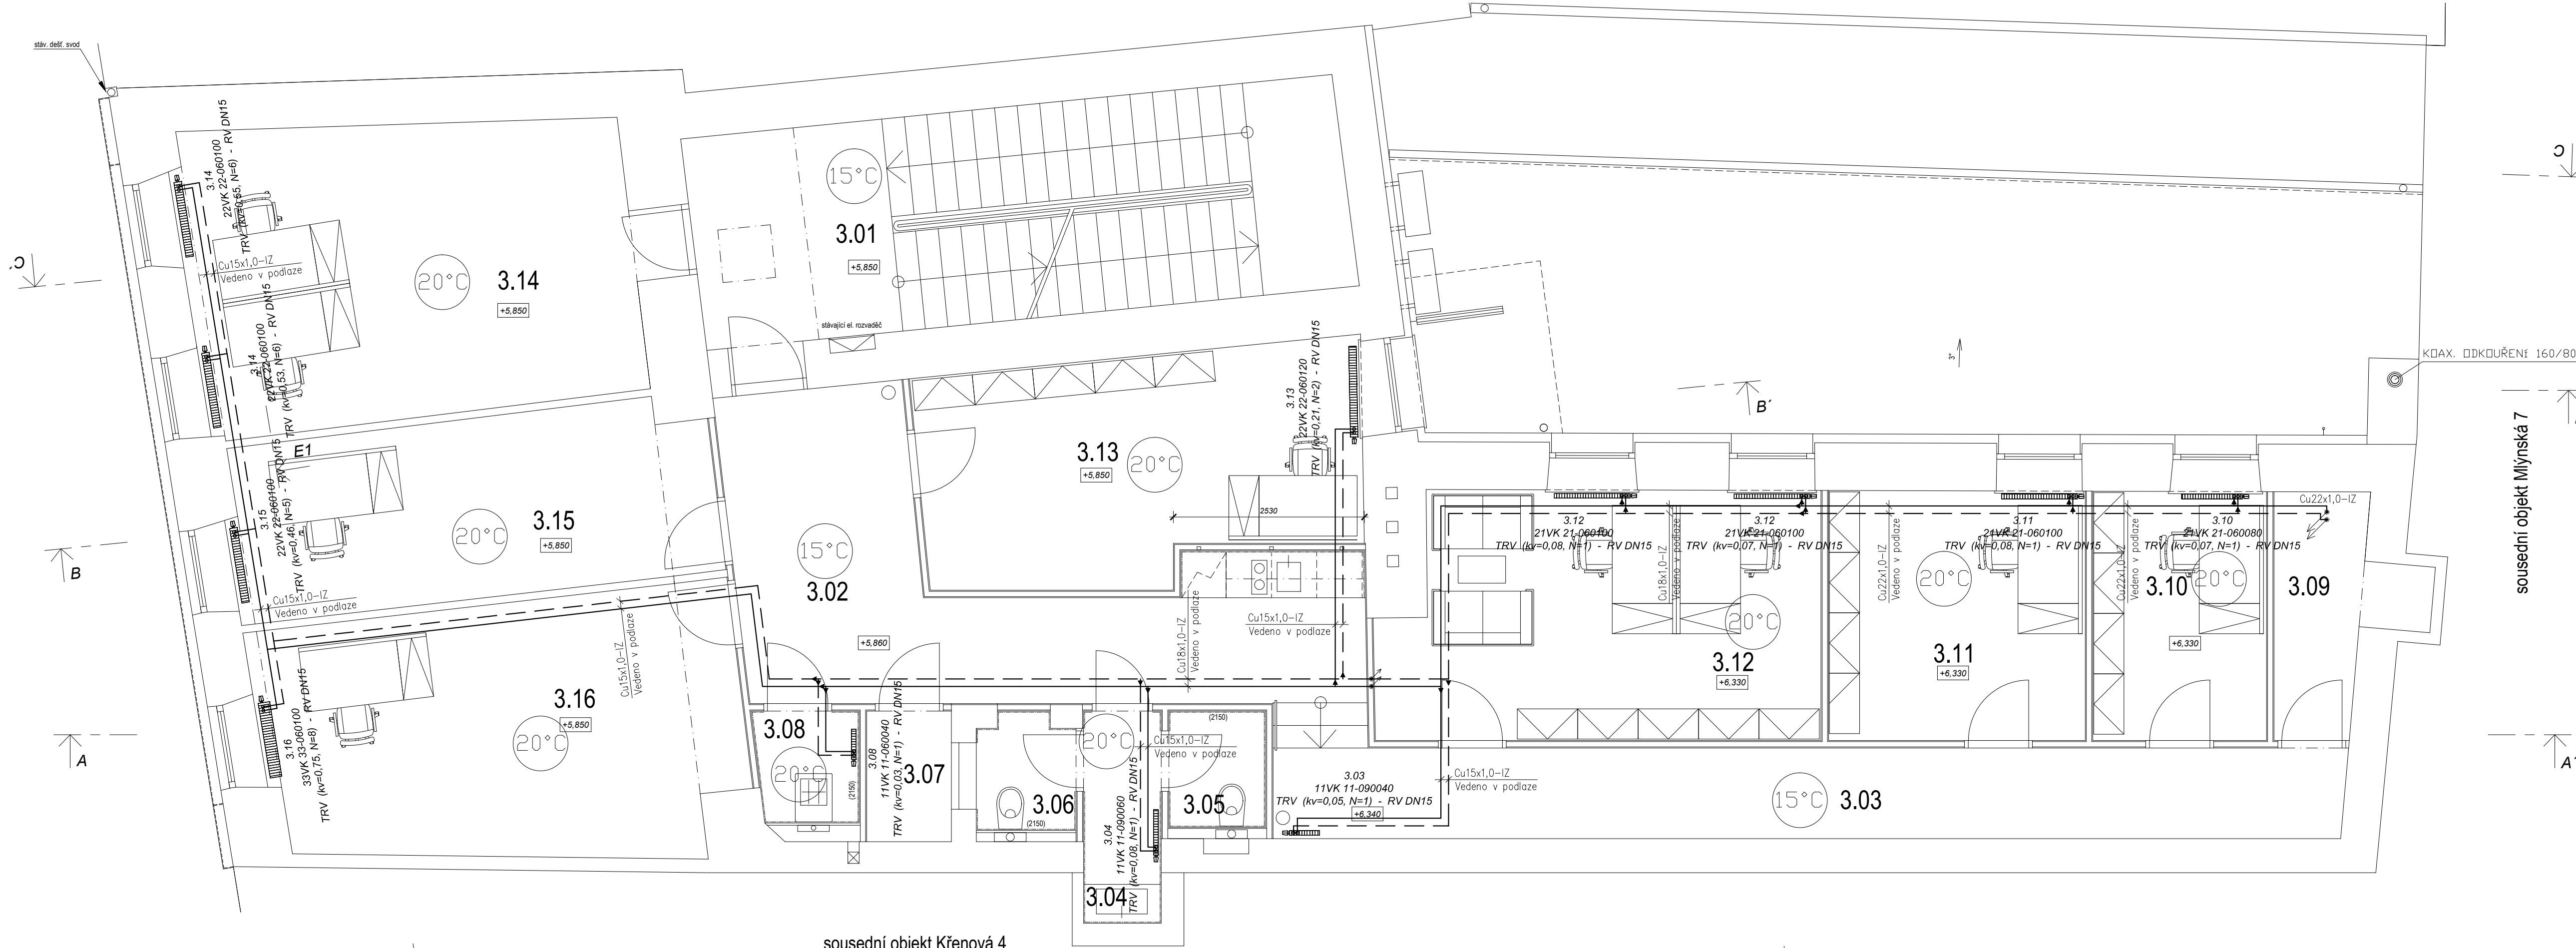 stáv. dešť. svod
3.14
22VK 22-060100
TRV (kv=0,55, N=6) - RV DN15
Cu15x1,0-IZ
Vedeno v podlaze
20°C
3.14
+5,850
15°C
3.01
+5,850
stávající el. rozvaděč
C'
C'
3.14
22VK 22-060100
TRV (kv=0,53, N=6) - RV DN15
E1
3.15
22VK 22-060100
TRV (kv=0,46, N=5) - RV DN15
20°C
3.15
+5,850
Cu15x1,0-IZ
Vedeno v podlaze
B
15°C
3.02
+5,860
3.13
+5,850
20°C
3.13
22VK 22-060120
TRV (kv=0,21, N=2) - RV DN15
2530
Cu18x1,0-IZ
Vedeno v podlaze
Cu15x1,0-IZ
Vedeno v podlaze
3°
B´
KOAX. ODKOUŘENÍ 160/80
sousední objekt Mlýnská 7
3.12
21VK 21-060100
TRV (kv=0,08, N=1) - RV DN15
Cu18x1,0-IZ
Vedeno v podlaze
3.12
21VK 21-060100
TRV (kv=0,07, N=1) - RV DN15
Cu22x1,0-IZ
Vedeno v podlaze
3.11
21VK 21-060100
TRV (kv=0,08, N=1) - RV DN15
Cu22x1,0-IZ
Vedeno v podlaze
3.10
21VK 21-060080
TRV (kv=0,07, N=1) - RV DN15
Cu22x1,0-IZ
20°C
3.12
+6,330
20°C
3.11
+6,330
3.10
20°C
+6,330
3.09
Cu15x1,0-IZ
Vedeno v podlaze
3.16
+5,850
20°C
3.16
33VK 33-060100
TRV (kv=0,75, N=8) - RV DN15
A
3.08
20°C
(2150)
3.08
11VK 11-060040
TRV (kv=0,03, N=1) - RV DN15
3.07
3.06
(2150)
20°C
3.04
11VK 11-090060
TRV (kv=0,08, N=1) - RV DN15
3.04
Cu15x1,0-IZ
Vedeno v podlaze
(2150)
3.05
3.03
11VK 11-090040
TRV (kv=0,05, N=1) - RV DN15
+6,340
Cu15x1,0-IZ
Vedeno v podlaze
15°C
3.03
sousední objekt Křenová 4